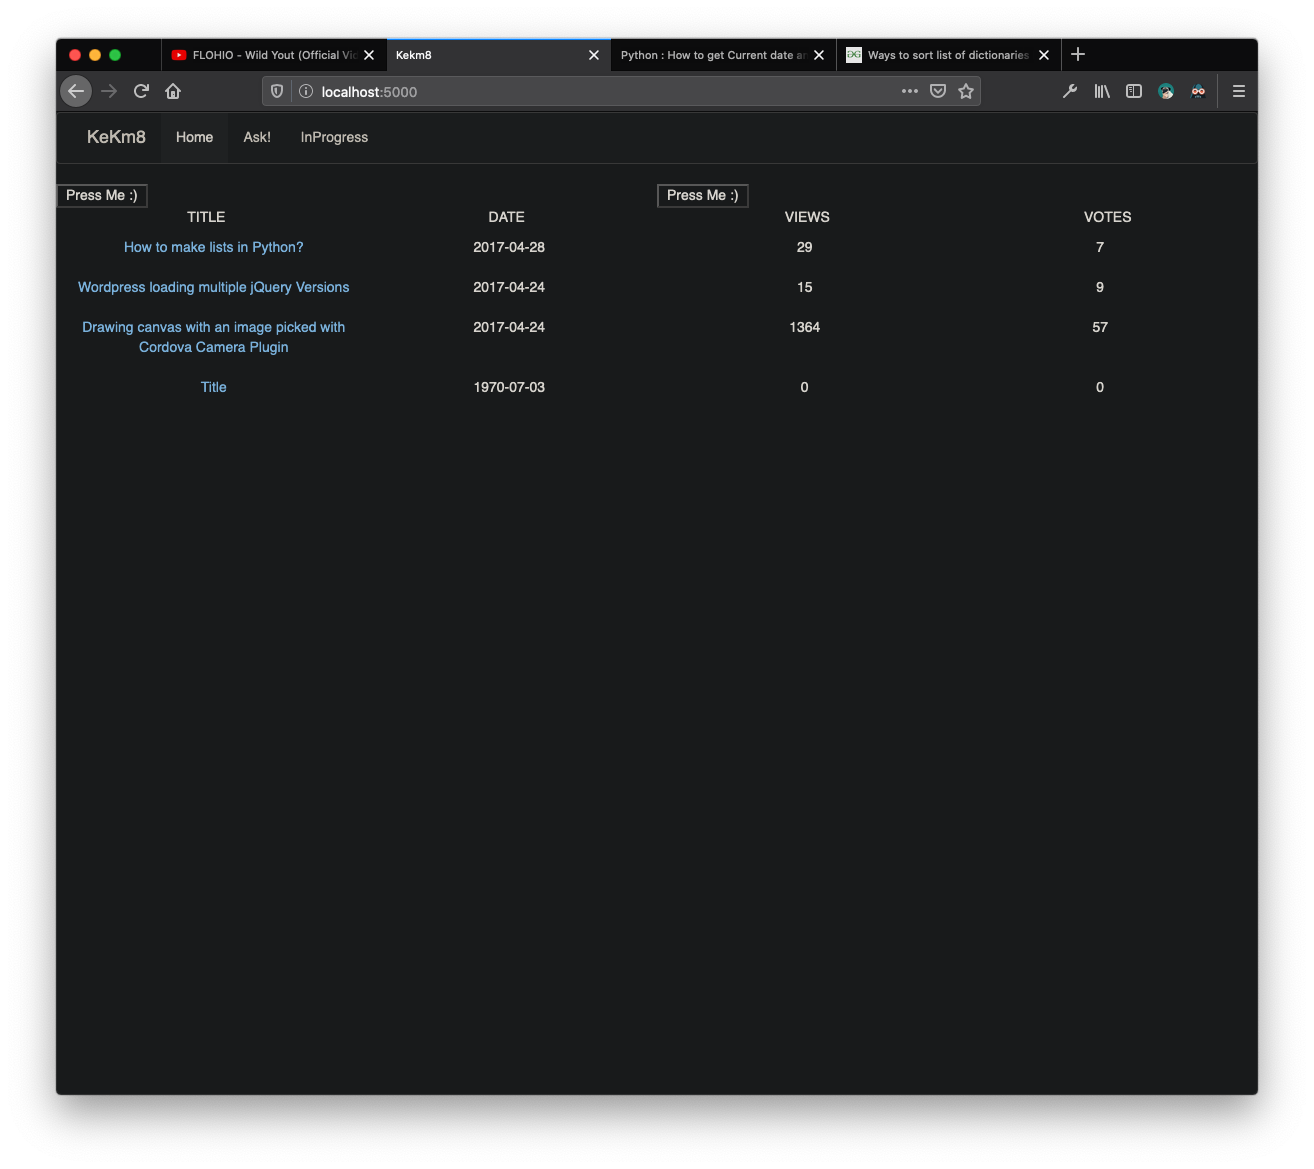 FLOHIO - Wild Yout (Official Vi
Kekm8
Python : How to get Current date a
Ways to sort list of dictionaries
localhost:5000
KeKm8 Home Ask! InProgress
Press Me :) Press Me :)
TITLE DATE VIEWS VOTES
How to make lists in Python? 2017-04-28 29 7
Wordpress loading multiple jQuery Versions 2017-04-24 15 9
Drawing canvas with an image picked with 2017-04-24 1364 57
Cordova Camera Plugin
Title 1970-07-03 0 0